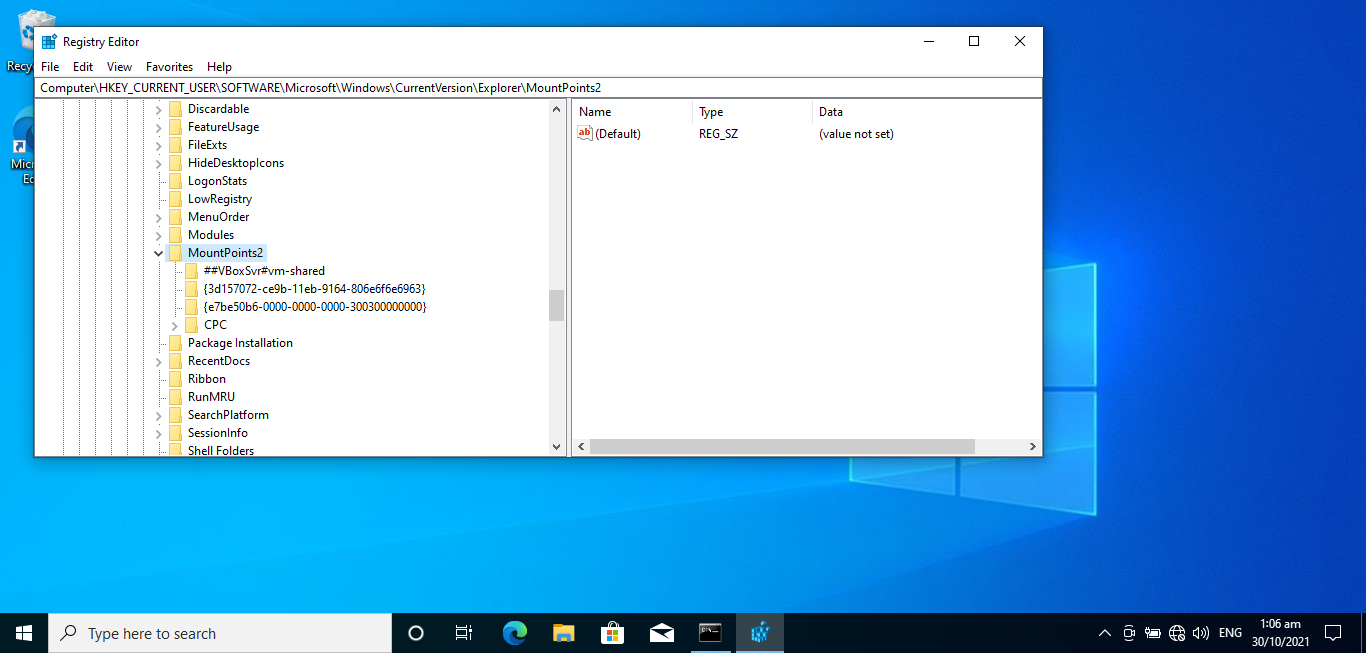 Recy
Micr
Ed
Registry Editor
File Edit View Favorites Help
Computer\HKEY_CURRENT_USER\SOFTWARE\Microsoft\Windows\CurrentVersion\Explorer\MountPoints2
Discardable
FeatureUsage
FileExts
HideDesktopIcons
LogonStats
LowRegistry
MenuOrder
Modules
MountPoints2
##VBoxSvr#vm-shared
{3d157072-ce9b-11eb-9164-806e6f6e6963}
{e7be50b6-0000-0000-0000-300300000000}
CPC
Package Installation
RecentDocs
Ribbon
RunMRU
SearchPlatform
SessionInfo
Shell Folders
Name Type Data
ab (Default) REG_SZ (value not set)
Type here to search
ENG
1:06 am
30/10/2021